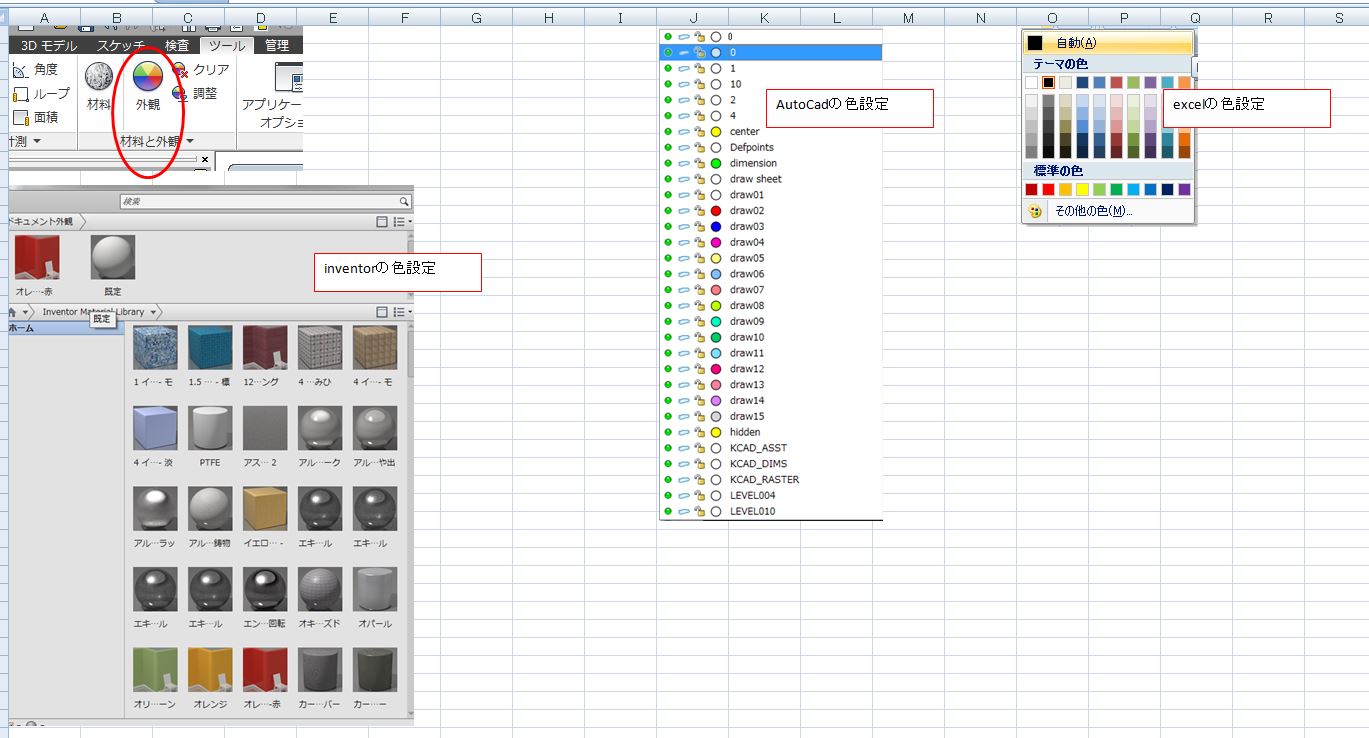 A B C D E F G H I J K L M N O P Q R S
3D モデル スケッチ 検査 ツール 管理
角度
ループ
面積
材料
外観
クリア
調整
アプリケー
オプショ
計測 ▼
材料と外観 ▼
検索
ドキュメント外観
オレ…-赤 既定
Inventor Material Library
既定
ホーム
1 イ…- モ 1.5 … - 標 12…ング 4 …みひ 4 イ…- モ
4 イ…- 淡 PTFE アス… 2 アル…ーク アル…や出
アル…ラッ アル…鋳物 イエロ… - エキ…ル エキ…ル
エキ…ル エキ…ル エン…回転 オキ…ズド オパール
オリ…ーン オレンジ オレ…-赤 カー…バー カー…ー
inventorの色設定
0
0
1
10
2
4
center
Defpoints
dimension
draw sheet
draw01
draw02
draw03
draw04
draw05
draw06
draw07
draw08
draw09
draw10
draw11
draw12
draw13
draw14
draw15
hidden
KCAD_ASST
KCAD_DIMS
KCAD_RASTER
LEVEL004
LEVEL010
AutoCadの色設定
自動(A)
テーマの色
標準の色
その他の色(M)...
excelの色設定